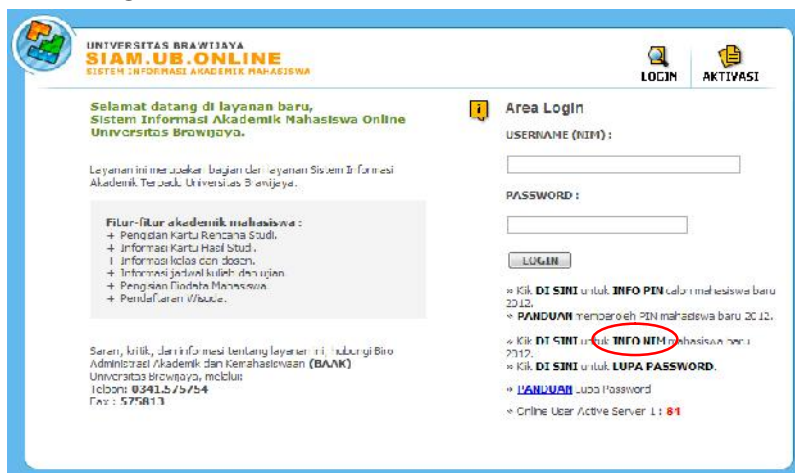 UNIVERSITAS BRAWIJAYA
SIAM.UB.ONLINE
SISTEM INFORMASI AKADEMIK MAHASISWA
LOGIN
AKTIVASI
Selamat datang di layanan baru,
Sistem Informasi Akademik Mahasiswa Online
Universitas Brawijaya.
Layanan ini merupakan bagian dari layanan Sistem Informasi
Akademik Terpadu Universitas Brawijaya.
Fitur-fitur akademik mahasiswa :
+ Pengisian Kartu Rencana Studi.
+ Informasi Kartu Hasil Studi.
+ Informasi kelas dan dosen.
+ Informasi jadwal kuliah dan ujian.
+ Pengisian Biodata Mahasiswa.
+ Pendaftaran Wisuda.
Saran, kritik, dan informasi tentang layanan ini, hubungi Biro
Administrasi Akademik dan Kemahasiswaan (BAAK)
Universitas Brawijaya, melalui:
Telpon: 0341.575754
Fax : 575813
Area Login
USERNAME (NIM) :
PASSWORD :
LOGIN
» Klik DI SINI untuk INFO PIN calon mahasiswa baru
2012.
» PANDUAN memperoleh PIN mahasiswa baru 2012.
» Klik DI SINI untuk INFO NIM mahasiswa baru
2012.
» Klik DI SINI untuk LUPA PASSWORD.
» PANDUAN Lupa Password
» Online User Active Server 1 : 84